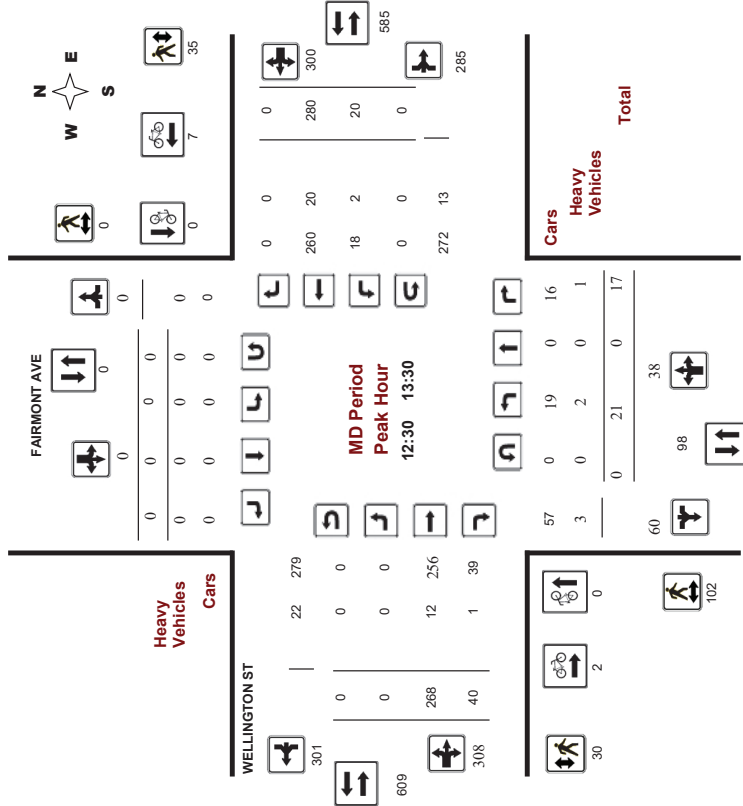 N
W E
S
35
7
0
0
FAIRMONT AVE
0
0
0
0 0 0 0
0 0 0 0 0
0 0 0 0 0
Heavy
Vehicles
Cars
WELLINGTON ST
585
300
285
0 0 0
260 20 280
18 2 20
0 0 0
272 13
MD Period
Peak Hour
12:30 13:30
301
609
308
22 279
0 0 0
0 0 0
268 12 256
40 1 39
Cars
Heavy
Vehicles
Total
57 0 19 0 16
3 0 2 0 1
0 21 0 17
60
98
38
0
2
30
102